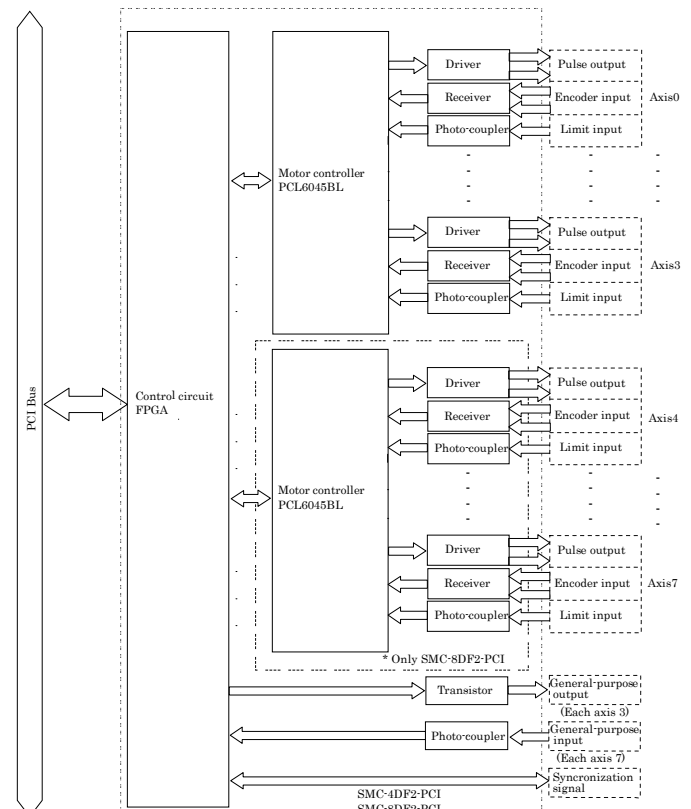 PCI Bus
Control circuit
FPGA
Motor controller
PCL6045BL
Driver
Pulse output
Receiver
Encoder input
Axis0
Photo-coupler
Limit input
Driver
Pulse output
Receiver
Encoder input
Axis3
Photo-coupler
Limit input
Motor controller
PCL6045BL
Driver
Pulse output
Receiver
Encoder input
Axis4
Photo-coupler
Limit input
Driver
Pulse output
Receiver
Encoder input
Axis7
Photo-coupler
Limit input
* Only SMC-8DF2-PCI
Transistor
General-purpose
output
(Each axis 3)
Photo-coupler
General-purpose
input
(Each axis 7)
Syncronization
signal
SMC-4DF2-PCI
SMC-8DF2-PCI